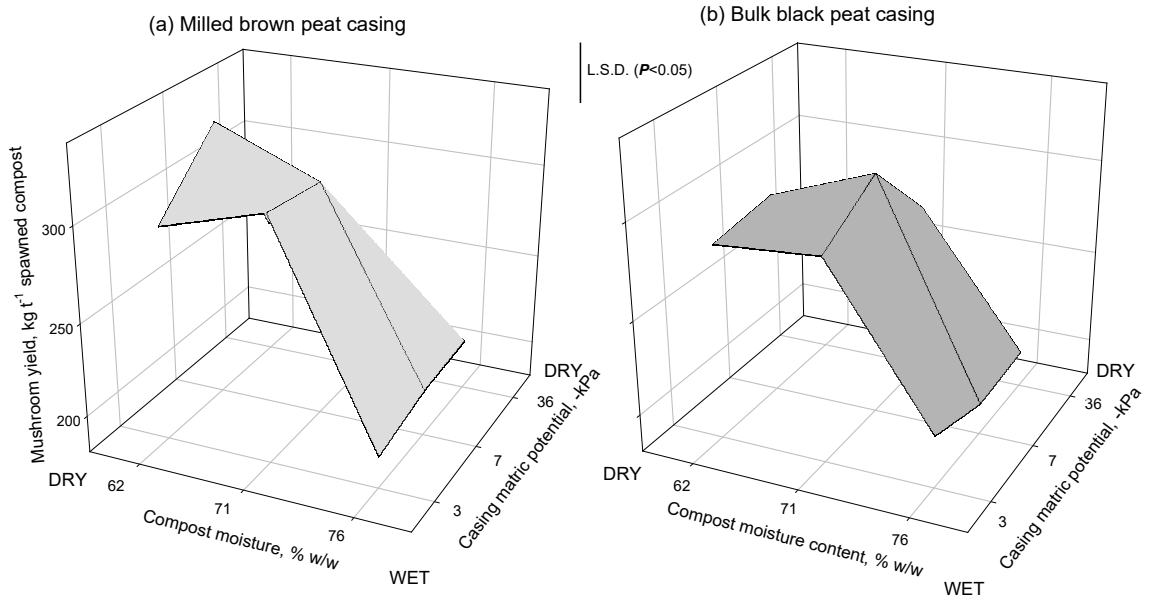 (a) Milled brown peat casing
(b) Bulk black peat casing
L.S.D. (P<0.05)
Mushroom yield, kg t⁻¹ spawned compost
300
250
200
DRY
62
71
76
Compost moisture, % w/w
WET
3
7
36
DRY
Casing matric potential, -kPa
DRY
62
71
76
Compost moisture content, % w/w
WET
3
7
36
DRY
Casing matric potential, -kPa